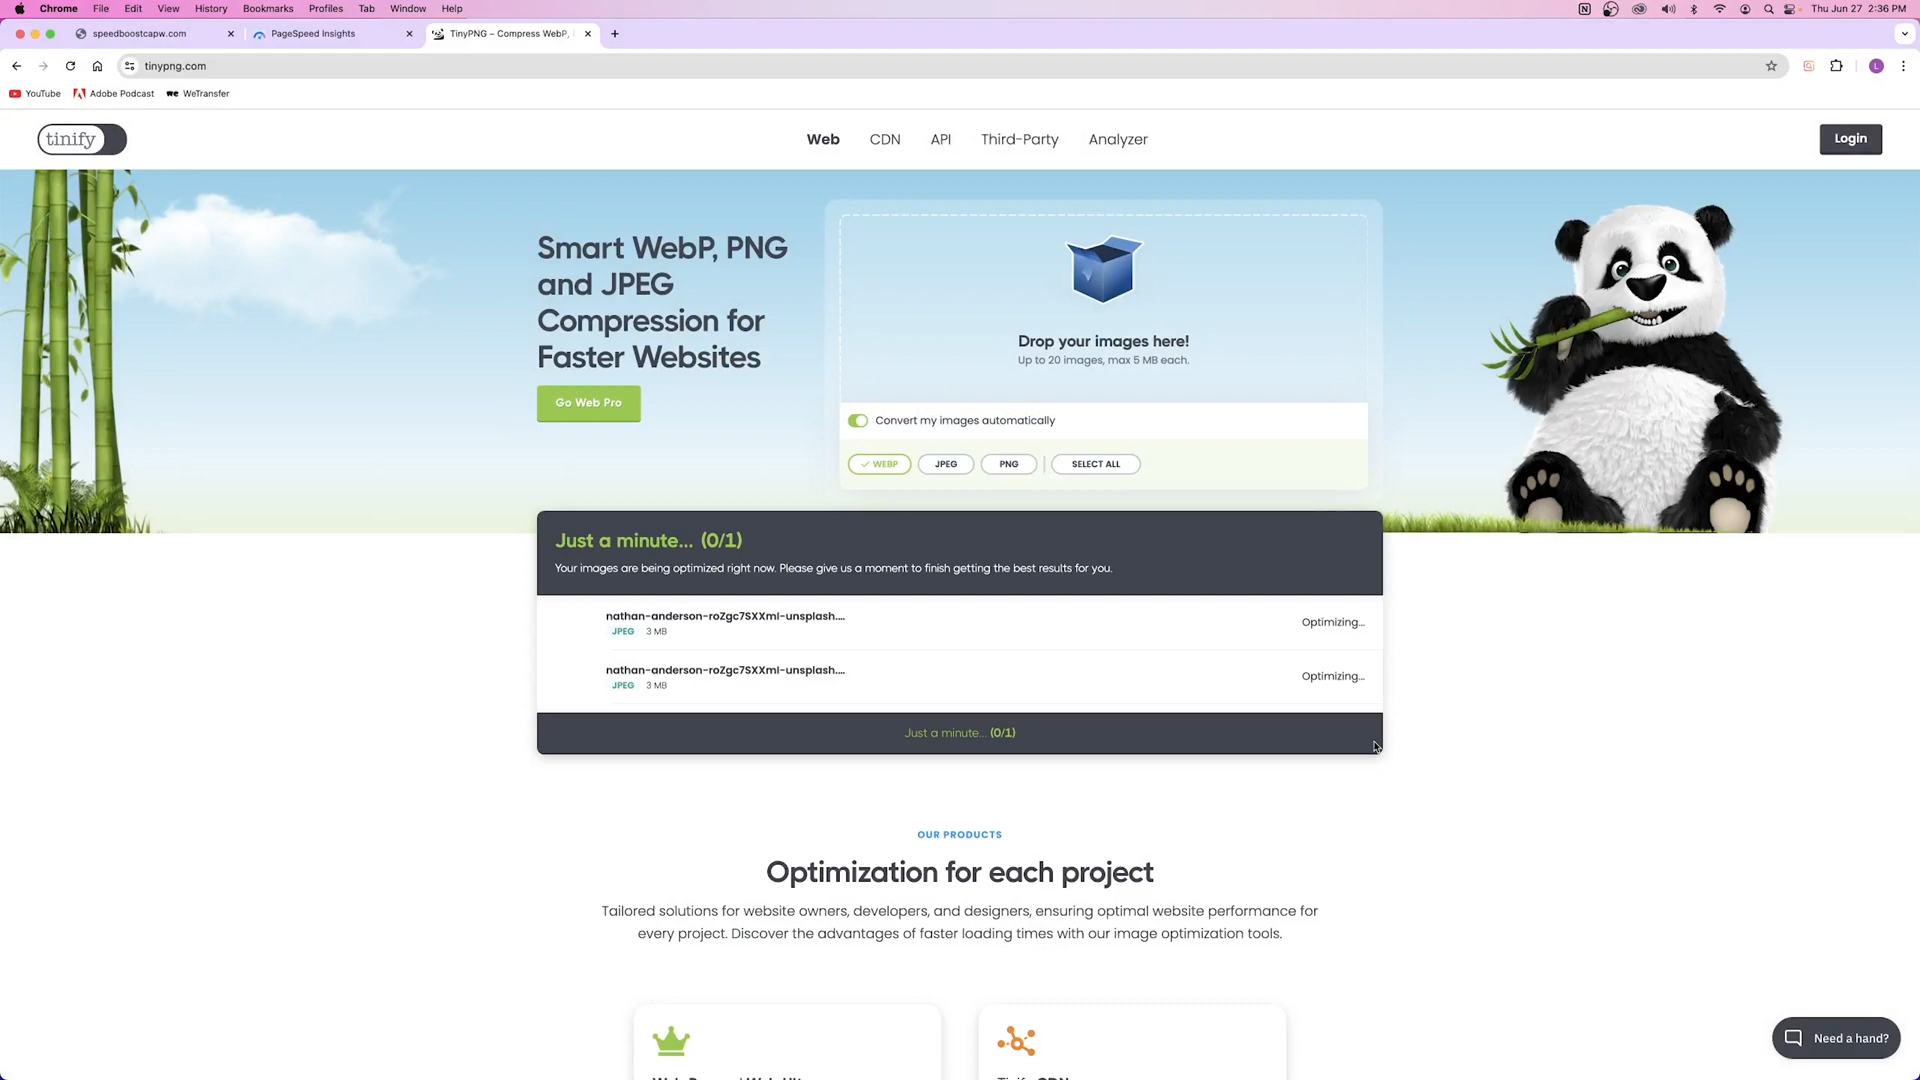 Chrome File Edit View History Bookmarks Profiles Tab Window Help Thu Jun 27 2:36 PM
speedboostcapw.com PageSpeed Insights TinyPNG – Compress WebP,
tinypng.com
YouTube Adobe Podcast WeTransfer
tinify Web CDN API Third-Party Analyzer Login
Smart WebP, PNG
and JPEG
Compression for
Faster Websites
Go Web Pro
Drop your images here!
Up to 20 images, max 5 MB each.
Convert my images automatically
WEBP JPEG PNG SELECT ALL
Just a minute... (0/1)
Your images are being optimized right now. Please give us a moment to finish getting the best results for you.
nathan-anderson-roZgc7SXXmI-unsplash....
JPEG 3 MB
Optimizing...
nathan-anderson-roZgc7SXXmI-unsplash....
JPEG 3 MB
Optimizing...
Just a minute... (0/1)
OUR PRODUCTS
Optimization for each project
Tailored solutions for website owners, developers, and designers, ensuring optimal website performance for
every project. Discover the advantages of faster loading times with our image optimization tools.
Need a hand?